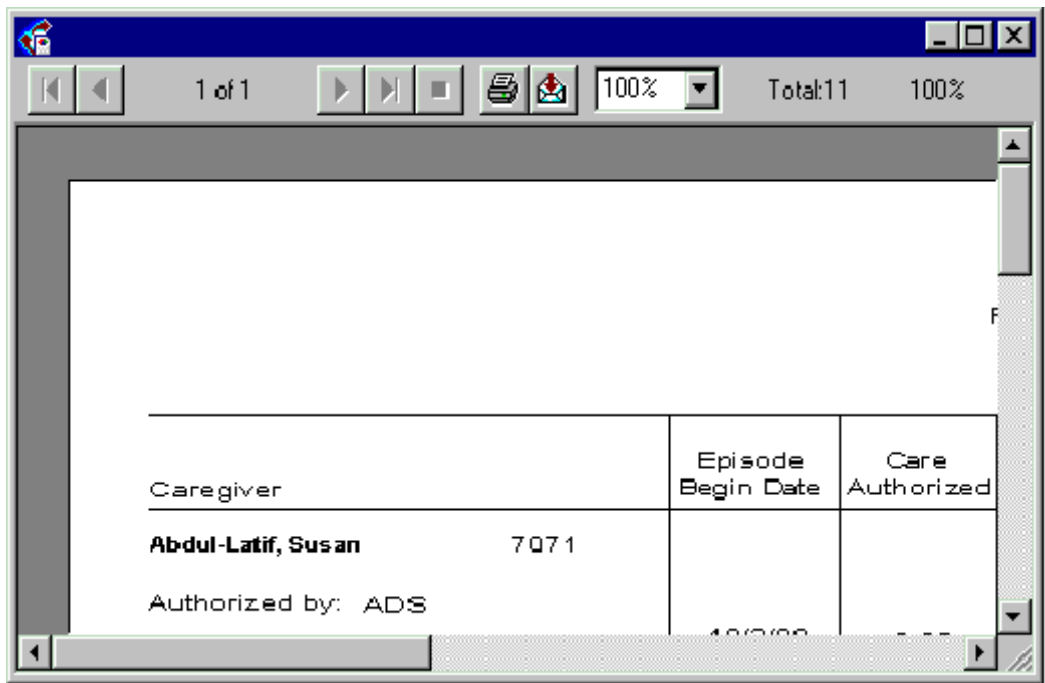 1 of 1 100% Total:11 100%
Episode Care
Caregiver Begin Date Authorized
Abdul-Latif, Susan 7071
Authorized by: ADS